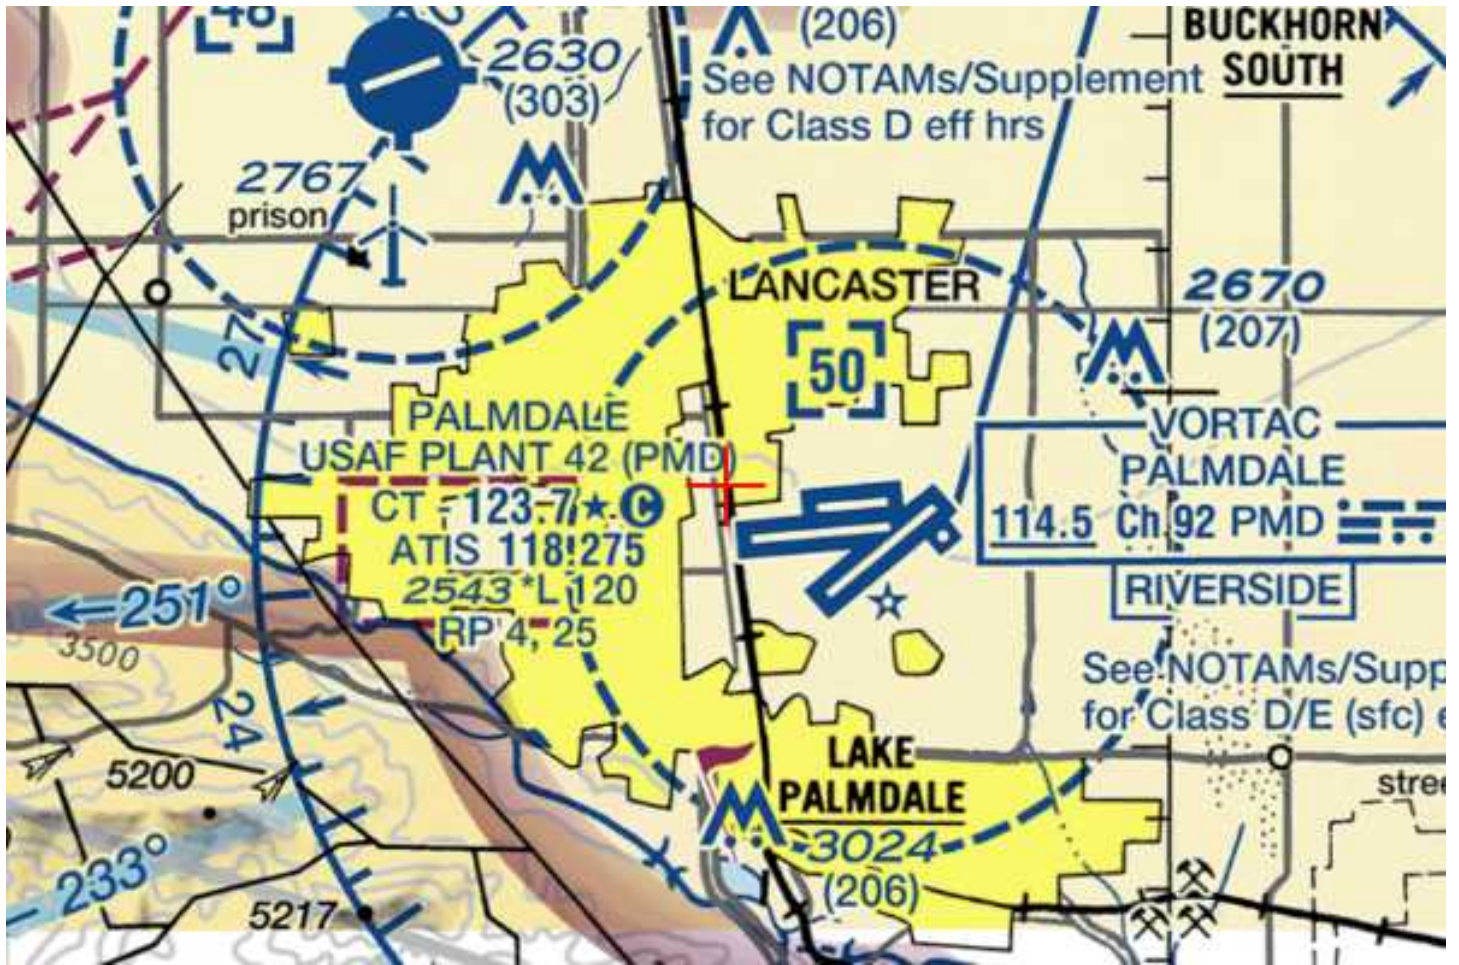 48
2630
(303)
(206)
See NOTAMs/Supplement
for Class D eff hrs
BUCKHORN
SOUTH
2767
prison
LANCASTER
2670
(207)
27
50
PALMDALE
USAF PLANT 42 (PMD)
CT - 123.7 ★ C
ATIS 118.275
2543 *L 120
RP 4, 25
VORTAC
PALMDALE
114.5 Ch 92 PMD
RIVERSIDE
251°
3500
See NOTAMs/Supp
for Class D/E (sfc) e
24
5200
LAKE
PALMDALE
3024
(206)
stree
233°
5217